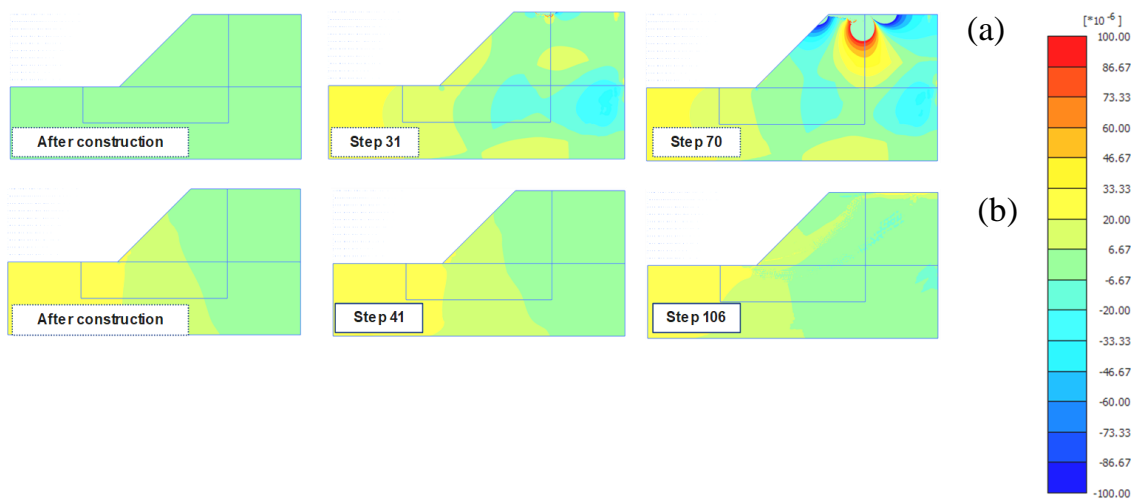 (a)
After construction
Step 31
Step 70
(b)
After construction
Step 41
Step 106
[*10 -6]
100.00
86.67
73.33
60.00
46.67
33.33
20.00
6.67
-6.67
-20.00
-33.33
-46.67
-60.00
-73.33
-86.67
-100.00